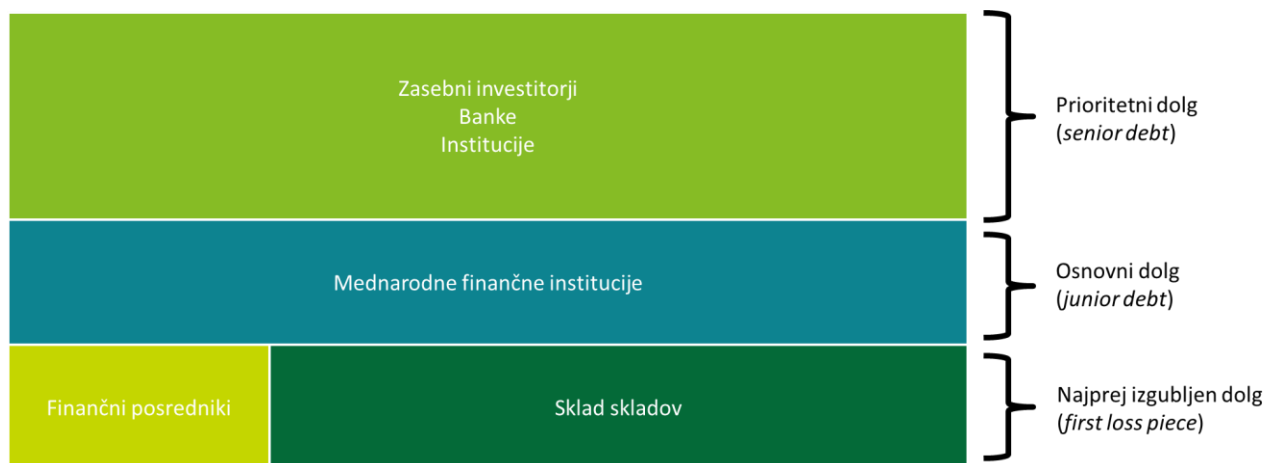 Zasebni investitorji
Banke
Institucije
Prioritetni dolg
(senior debt)
Mednarodne finančne institucije
Osnovni dolg
(junior debt)
Finančni posredniki
Sklad skladov
Najprej izgubljen dolg
(first loss piece)